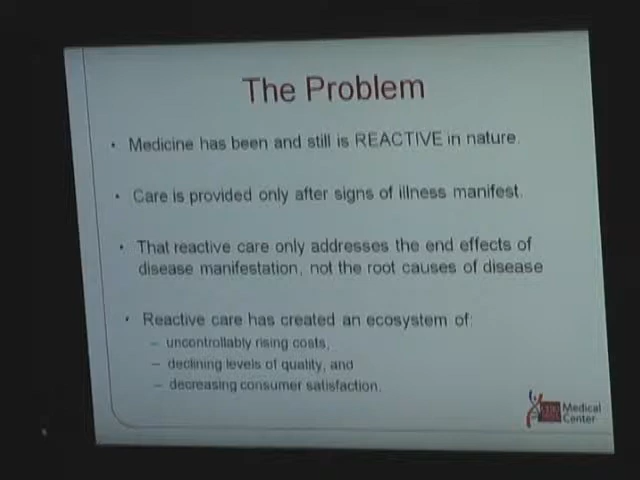 The Problem
• Medicine has been and still is REACTIVE in nature.
• Care is provided only after signs of illness manifest.
• That reactive care only addresses the end effects of
disease manifestation, not the root causes of disease
• Reactive care has created an ecosystem of:
– uncontrollably rising costs,
– declining levels of quality, and
– decreasing consumer satisfaction.
Medical
Center